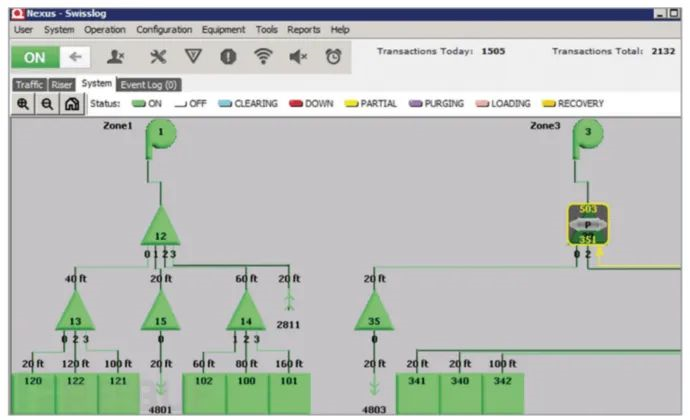 Nexus - Swisslog
User System Operation Configuration Equipment Tools Reports Help
ON Transactions Today: 1505 Transactions Total: 2132
Traffic Riser System Event Log (0)
Status: ON OFF CLEARING DOWN PARTIAL PURGING LOADING RECOVERY
Zone1 1 Zone3 3
503
P
12 351
0 1 2 3 0 2
40 ft 20 ft 60 ft 20 ft 20 ft
13 15 14 2811 35
0 2 3 0 1 2 3 0
20 ft 120 ft 100 ft 20 ft 60 ft 80 ft 160 ft 20 ft 20 ft 20 ft 100 ft
120 122 121 4801 102 100 101 4803 341 340 342